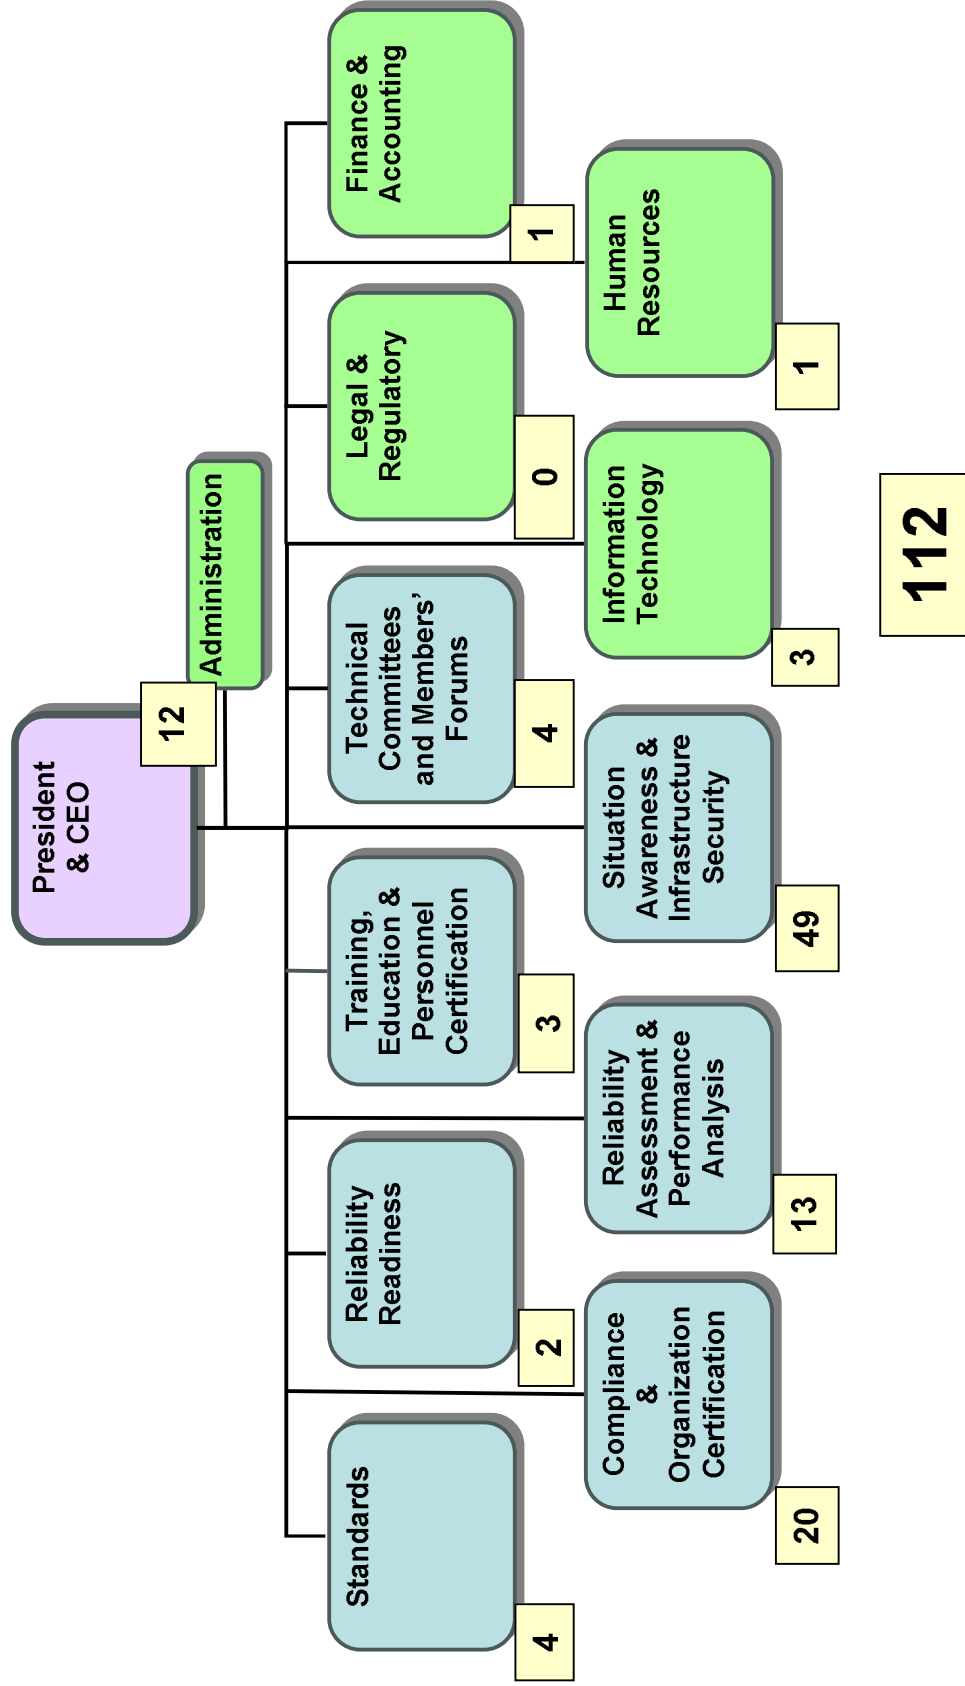 President
& CEO
12
Administration
Standards
4
Reliability
Readiness
2
Training,
Education &
Personnel
Certification
3
Technical
Committees
and Members’
Forums
4
Legal &
Regulatory
0
Finance &
Accounting
1
Compliance
&
Organization
Certification
20
Reliability
Assessment &
Performance
Analysis
13
Situation
Awareness &
Infrastructure
Security
49
Information
Technology
3
Human
Resources
1
112